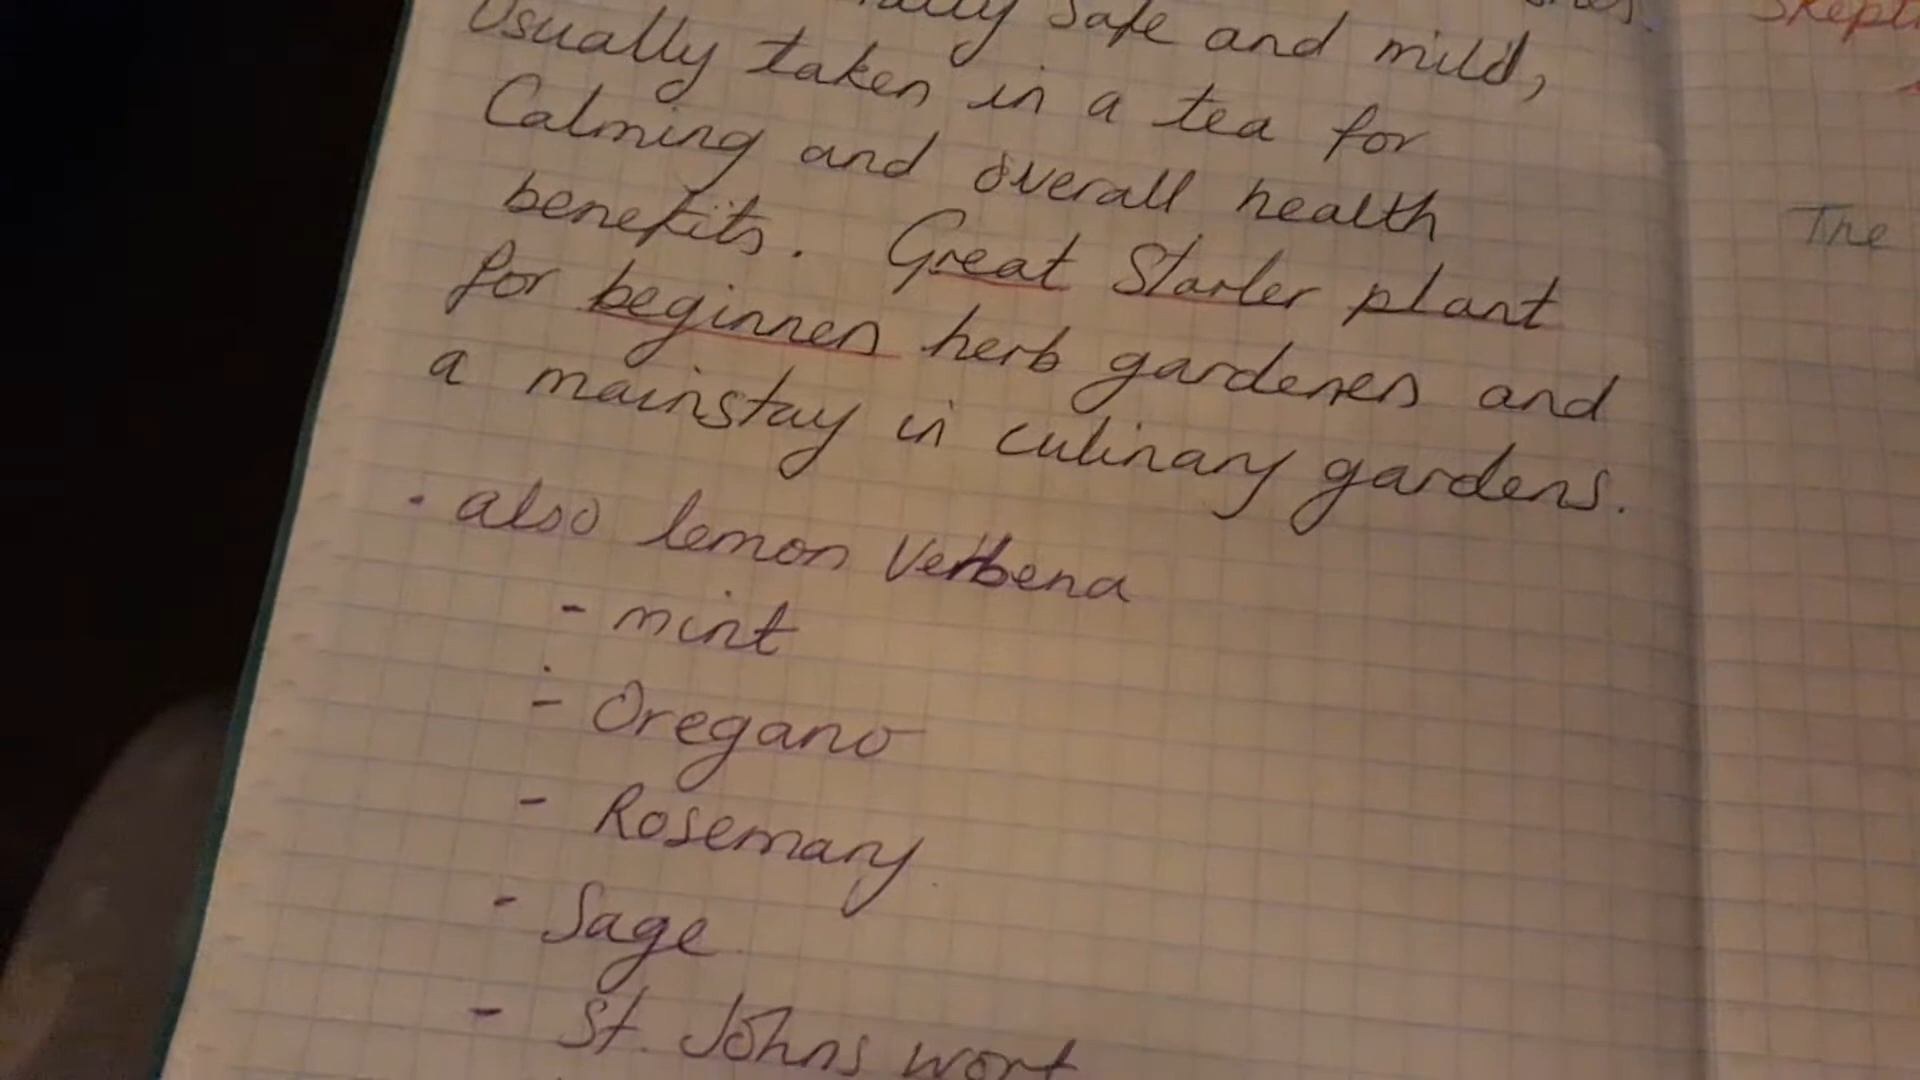 safe and mild,
Usually taken in a tea for
Calming and overall health
benefits. Great Starter plant
for beginner herb gardeners and
a mainstay in culinary gardens.
· also lemon Verbena
- mint
- Oregano
- Rosemary
- Sage
- St. Johns wort
The